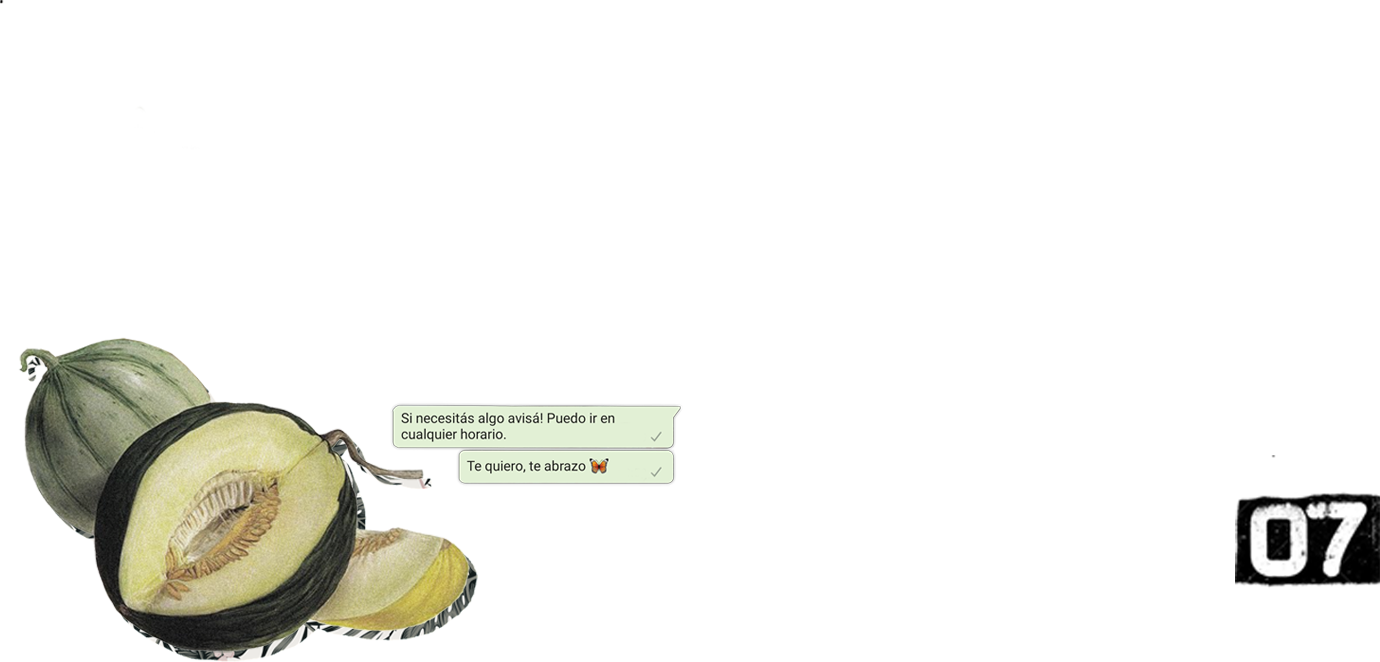 Si necesitás algo avisá! Puedo ir en
cualquier horario.
Te quiero, te abrazo 🦋
07